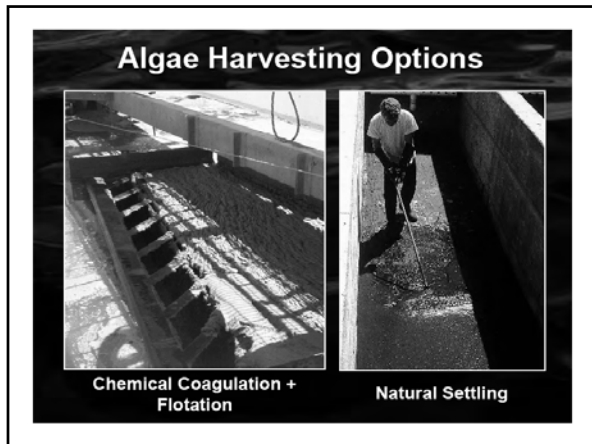 Algae Harvesting Options
Chemical Coagulation +
Flotation
Natural Settling